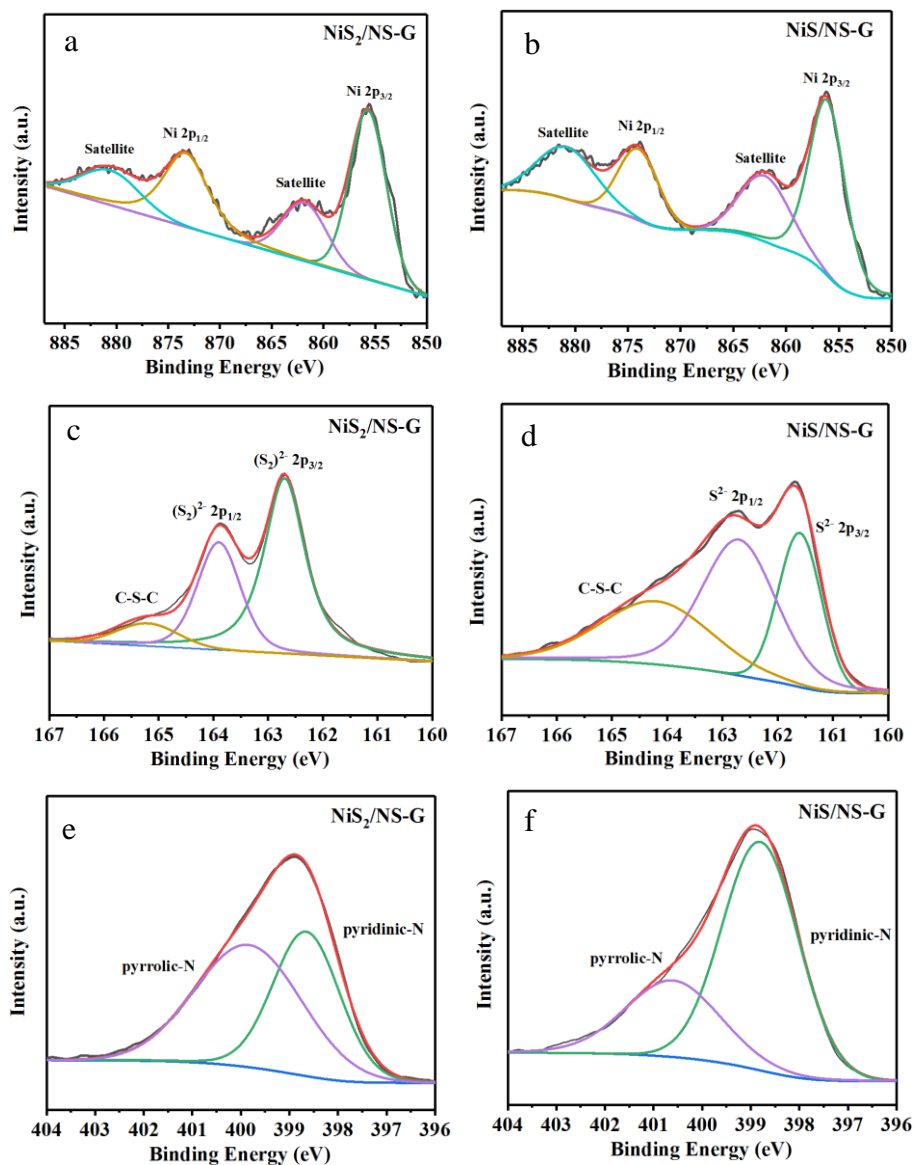 a
NiS₂/NS-G
Ni 2p₃/₂
Ni 2p₁/₂
Satellite
Satellite
Intensity (a.u.)
885 880 875 870 865 860 855 850
Binding Energy (eV)
b
NiS/NS-G
Ni 2p₃/₂
Ni 2p₁/₂
Satellite
Satellite
Intensity (a.u.)
885 880 875 870 865 860 855 850
Binding Energy (eV)
c
NiS₂/NS-G
(S₂)²⁻ 2p₃/₂
(S₂)²⁻ 2p₁/₂
C-S-C
Intensity (a.u.)
167 166 165 164 163 162 161 160
Binding Energy (eV)
d
NiS/NS-G
S²⁻ 2p₁/₂
S²⁻ 2p₃/₂
C-S-C
Intensity (a.u.)
167 166 165 164 163 162 161 160
Binding Energy (eV)
e
NiS₂/NS-G
pyridinic-N
pyrrolic-N
Intensity (a.u.)
404 403 402 401 400 399 398 397 396
Binding Energy (eV)
f
NiS/NS-G
pyridinic-N
pyrrolic-N
Intensity (a.u.)
404 403 402 401 400 399 398 397 396
Binding Energy (eV)